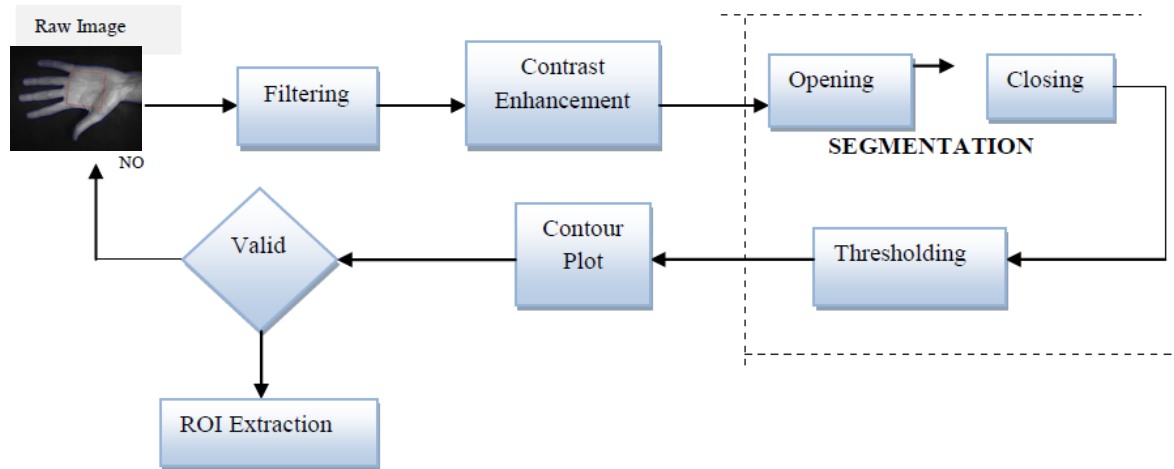 Raw Image
Filtering
Contrast
Enhancement
Opening
Closing
SEGMENTATION
NO
Valid
Contour
Plot
Thresholding
ROI Extraction